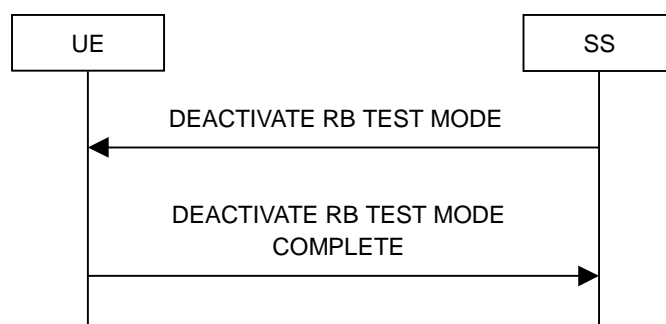 UE
SS
DEACTIVATE RB TEST MODE
DEACTIVATE RB TEST MODE
COMPLETE